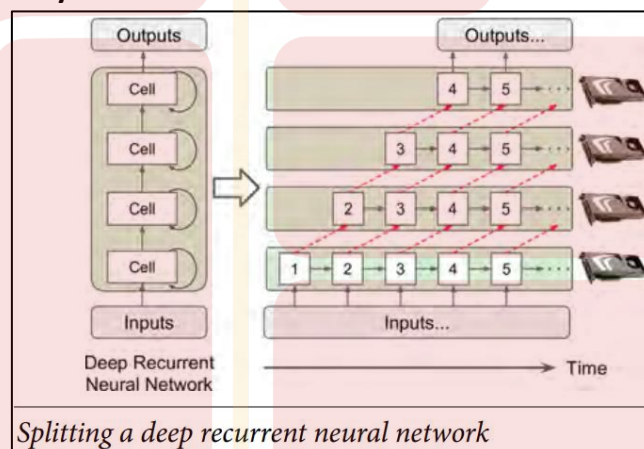 Outputs
Cell
Cell
Cell
Cell
Inputs
Deep Recurrent
Neural Network
Outputs...
4 5 ...
3 4 5 ...
2 3 4 5 ...
1 2 3 4 5 ...
Inputs...
Time
Splitting a deep recurrent neural network